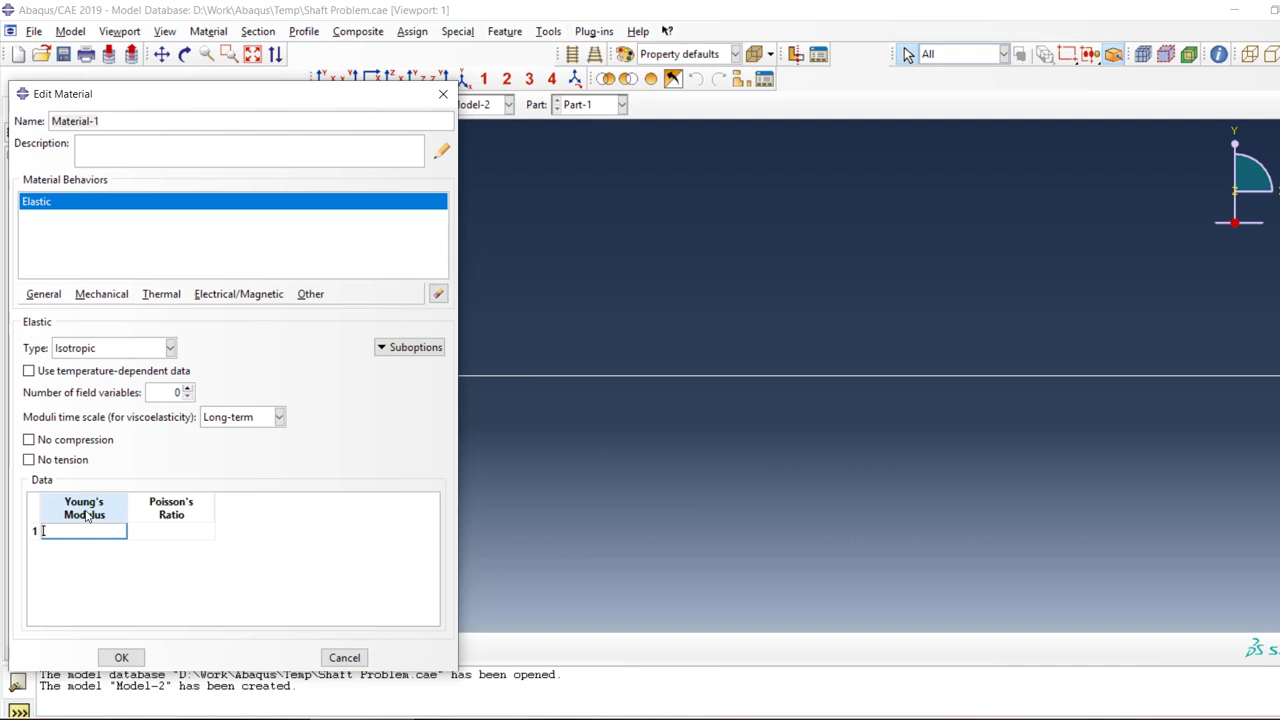 Abaqus/CAE 2019 - Model Database: D:\Work\Abaqus\Temp\Shaft Problem.cae [Viewport: 1]
File Model Viewport View Material Section Profile Composite Assign Special Feature Tools Plug-ins Help
Property defaults All
1 2 3 4
Edit Material
odel-2 Part: Part-1
Name: Material-1
Description:
Y
Material Behaviors
Elastic
Z
General Mechanical Thermal Electrical/Magnetic Other
Elastic
Type: Isotropic Suboptions
Use temperature-dependent data
Number of field variables: 0
Moduli time scale (for viscoelasticity): Long-term
No compression
No tension
Data
Young's Modulus Poisson's Ratio
1
OK Cancel
The model database "D:\Work\Abaqus\Temp\Shaft Problem.cae" has been opened.
The model "Model-2" has been created.
>>>